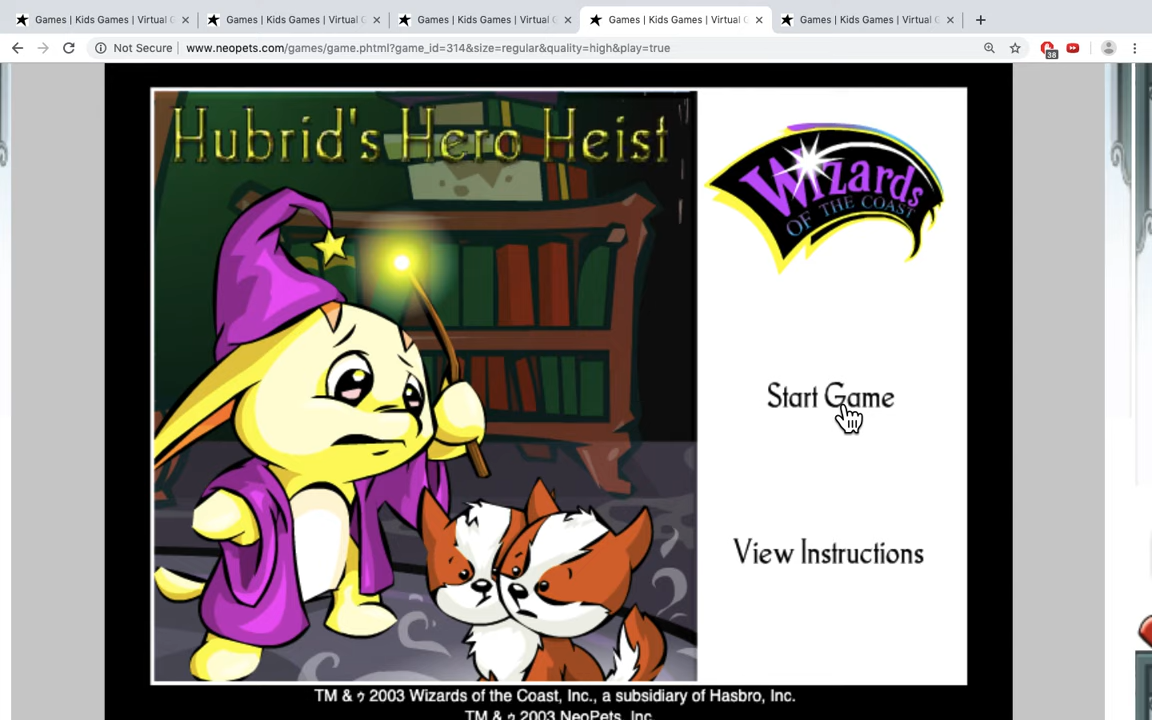 Games | Kids Games | Virtual G
Games | Kids Games | Virtual G
Games | Kids Games | Virtual G
Games | Kids Games | Virtual G
Games | Kids Games | Virtual G
Not Secure
www.neopets.com/games/game.phtml?game_id=314&size=regular&quality=high&play=true
38
Hubrid's Hero Heist
Wizards
OF THE COAST
Start Game
View Instructions
TM & ッ 2003 Wizards of the Coast, Inc., a subsidiary of Hasbro, Inc.
TM & ッ 2003 NeoPets, Inc.